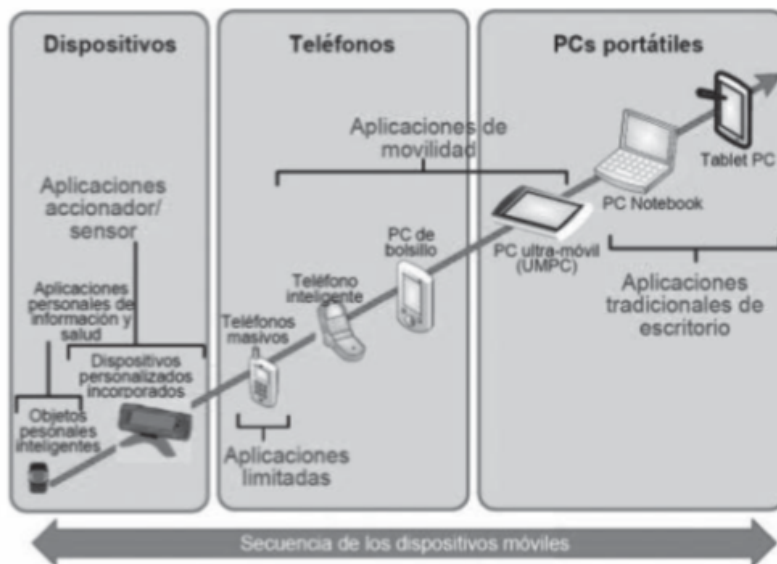 Dispositivos
Teléfonos
PCs portátiles
Aplicaciones de
movilidad
Tablet PC
PC Notebook
Aplicaciones
accionador/
sensor
PC de
bolsillo
PC ultra-móvil
(UMPC)
Teléfono
inteligente
Aplicaciones
tradicionales de
escritorio
Aplicaciones
personales de
información y
salud
Teléfonos
masivos
Dispositivos
personalizados
incorporados
Objetos
pesonales
inteligentes
Aplicaciones
limitadas
Secuencia de los dispositivos móviles